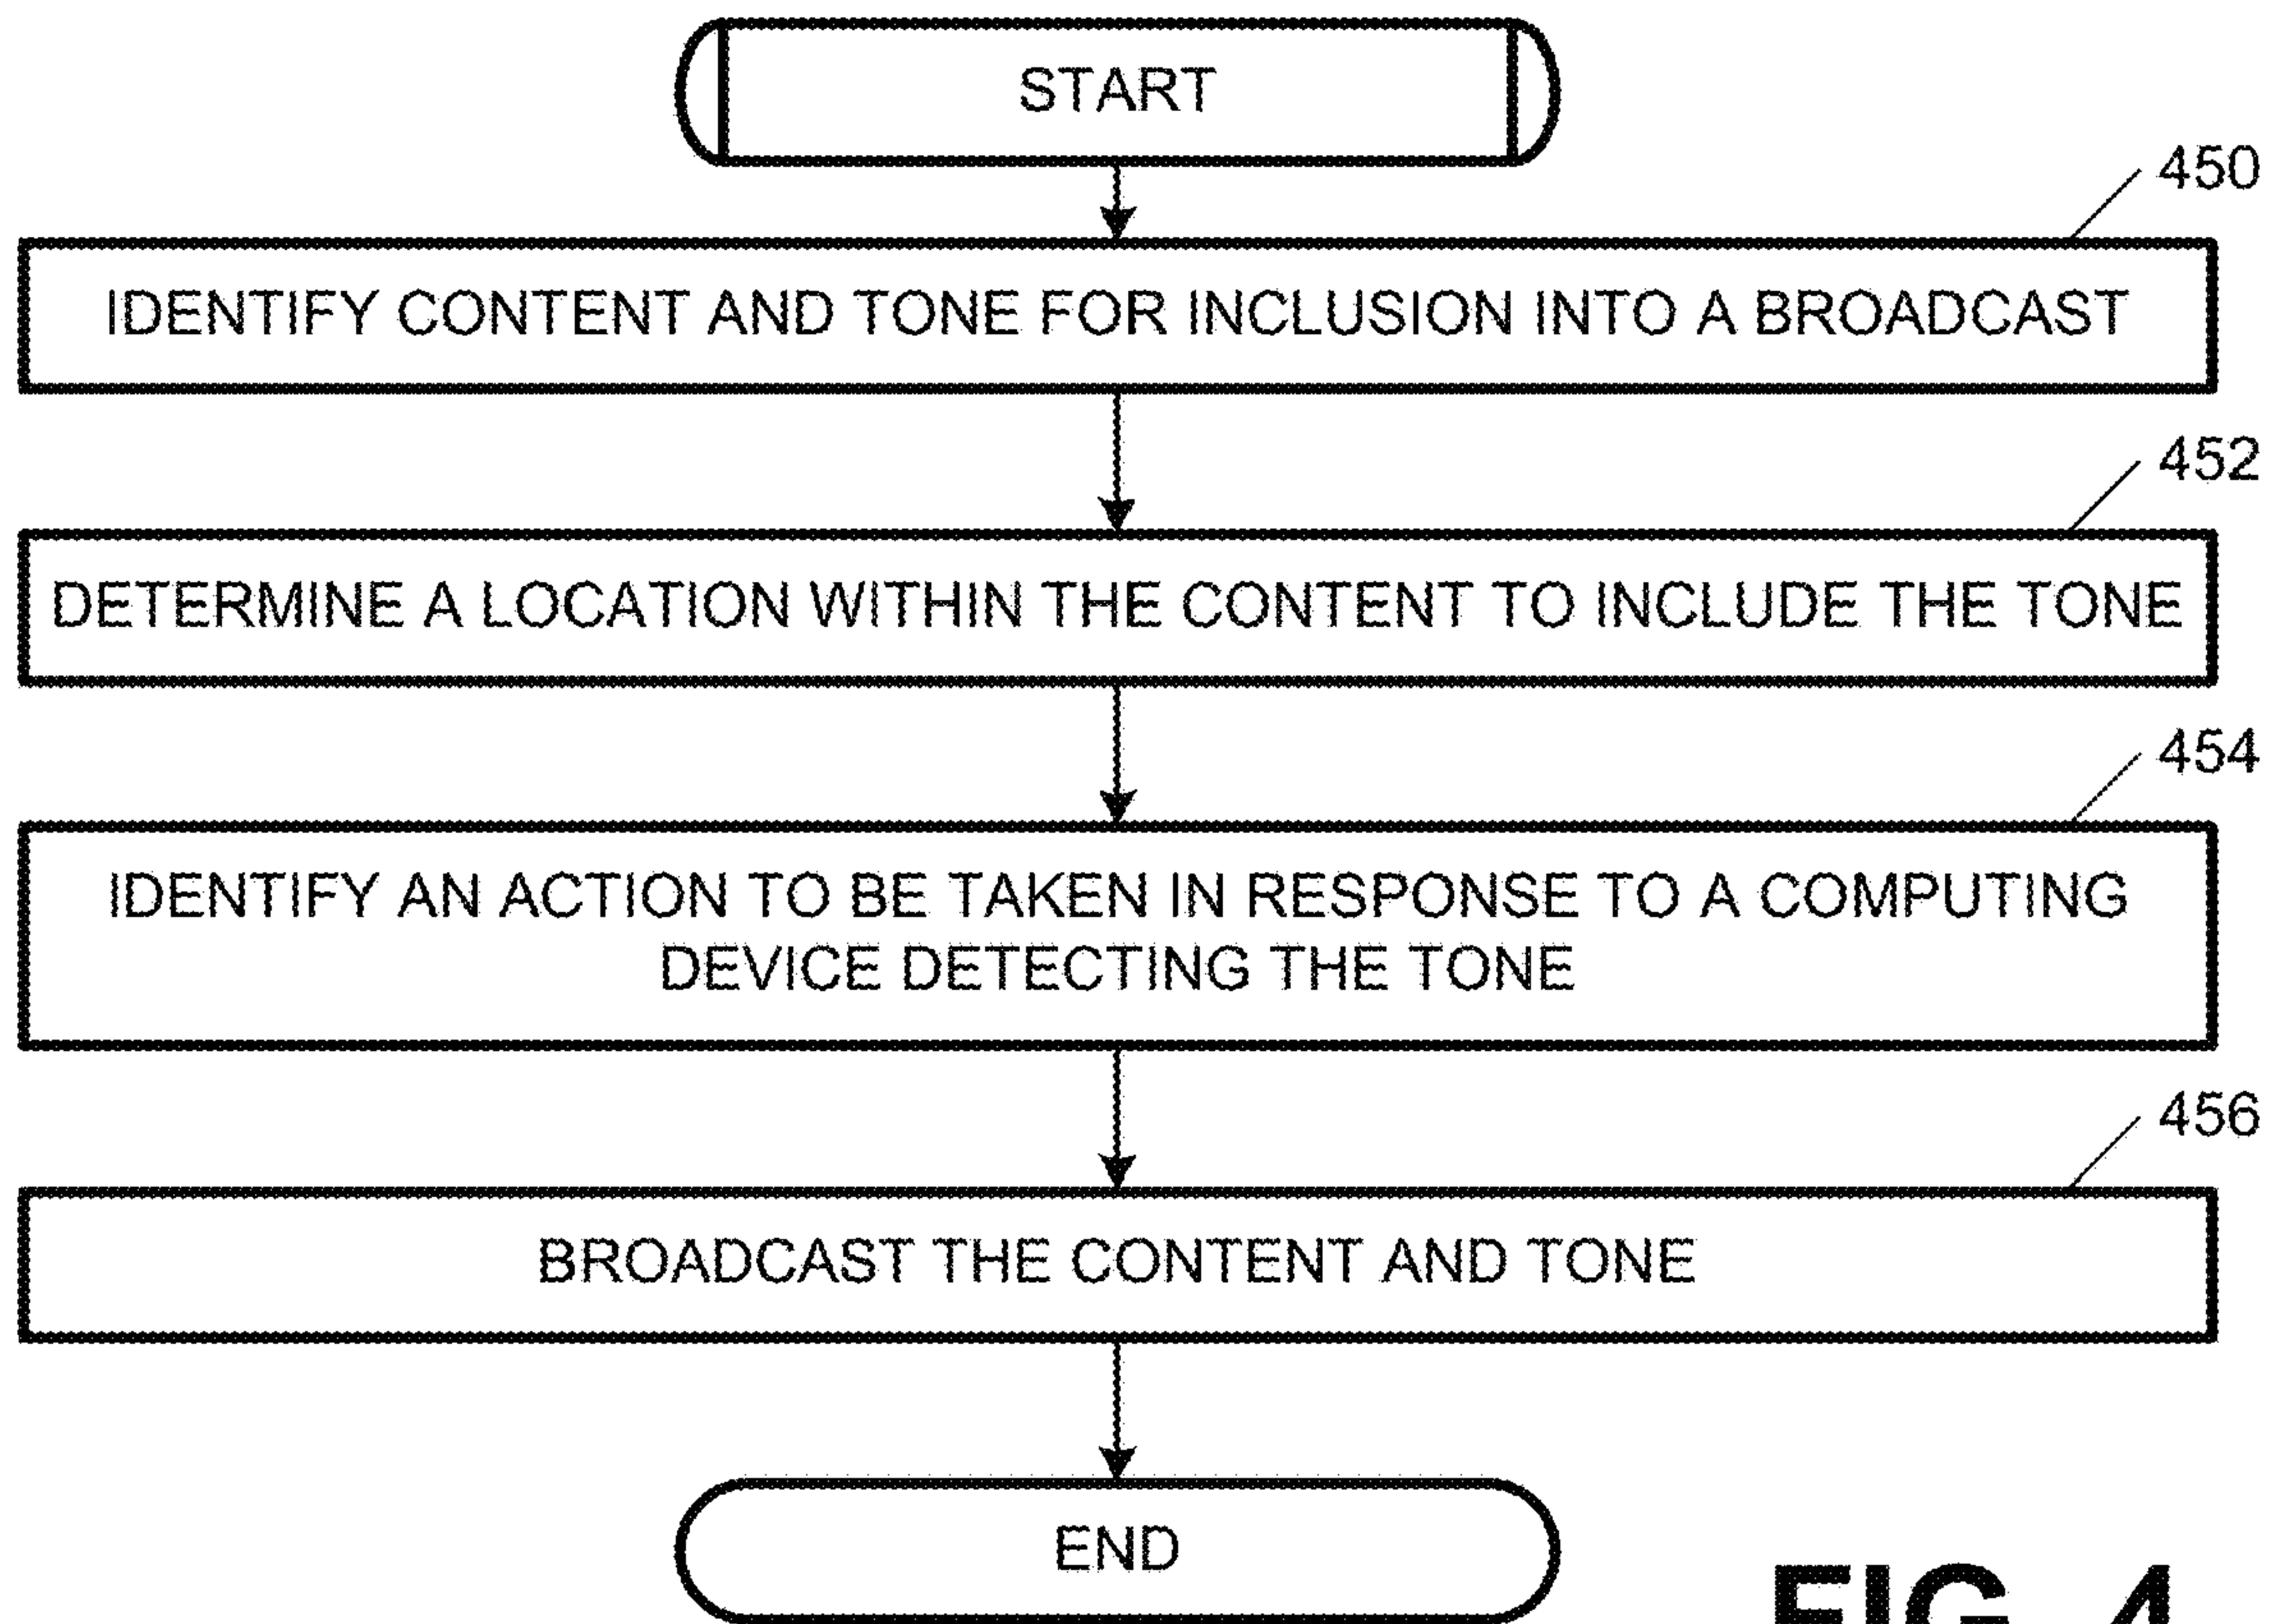 START
450
IDENTIFY CONTENT AND TONE FOR INCLUSION INTO A BROADCAST
452
DETERMINE A LOCATION WITHIN THE CONTENT TO INCLUDE THE TONE
454
IDENTIFY AN ACTION TO BE TAKEN IN RESPONSE TO A COMPUTING
DEVICE DETECTING THE TONE
456
BROADCAST THE CONTENT AND TONE
END
FIG. 4